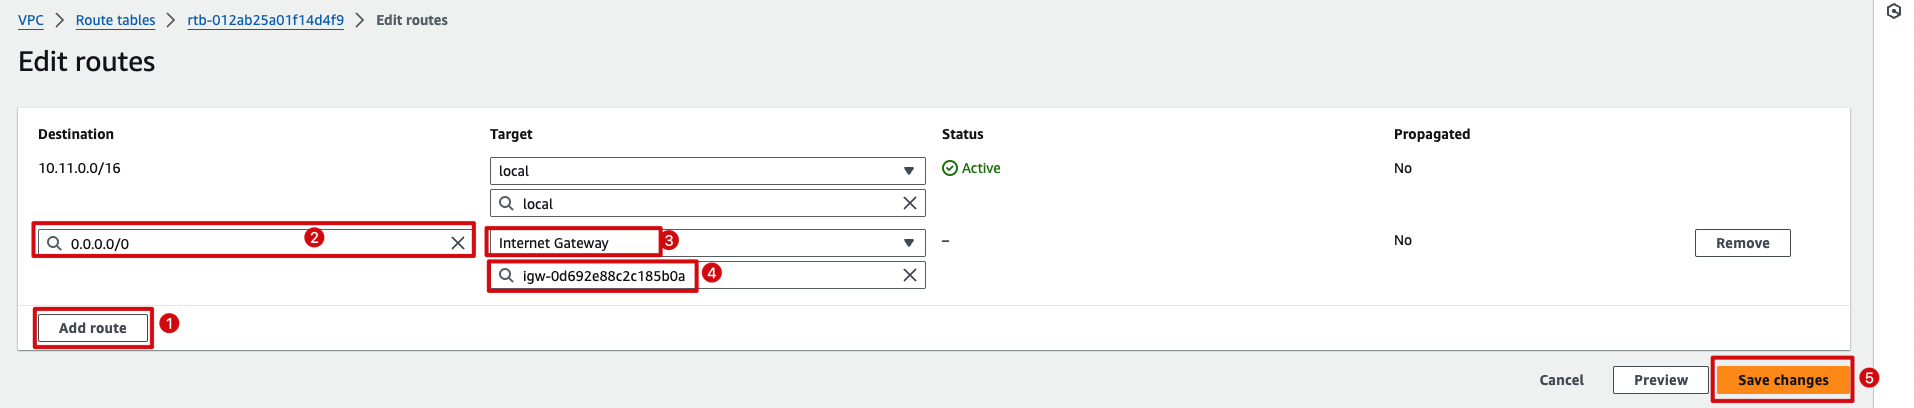 VPC > Route tables > rtb-012ab25a01f14d4f9 > Edit routes
Edit routes
Destination Target Status Propagated
10.11.0.0/16 local Active No
local
0.0.0.0/0 2 Internet Gateway 3 – No Remove
igw-0d692e88c2c185b0a 4
Add route 1
Cancel Preview Save changes 5